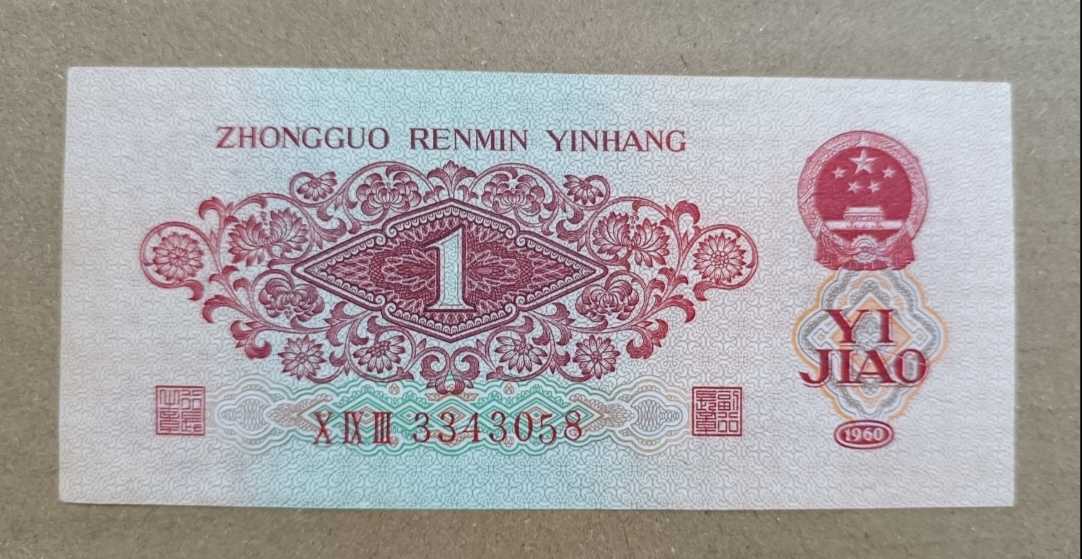 ZHONGGUO RENMIN YINHANG
1
YI
JIAO
X IX III 3343058
1960